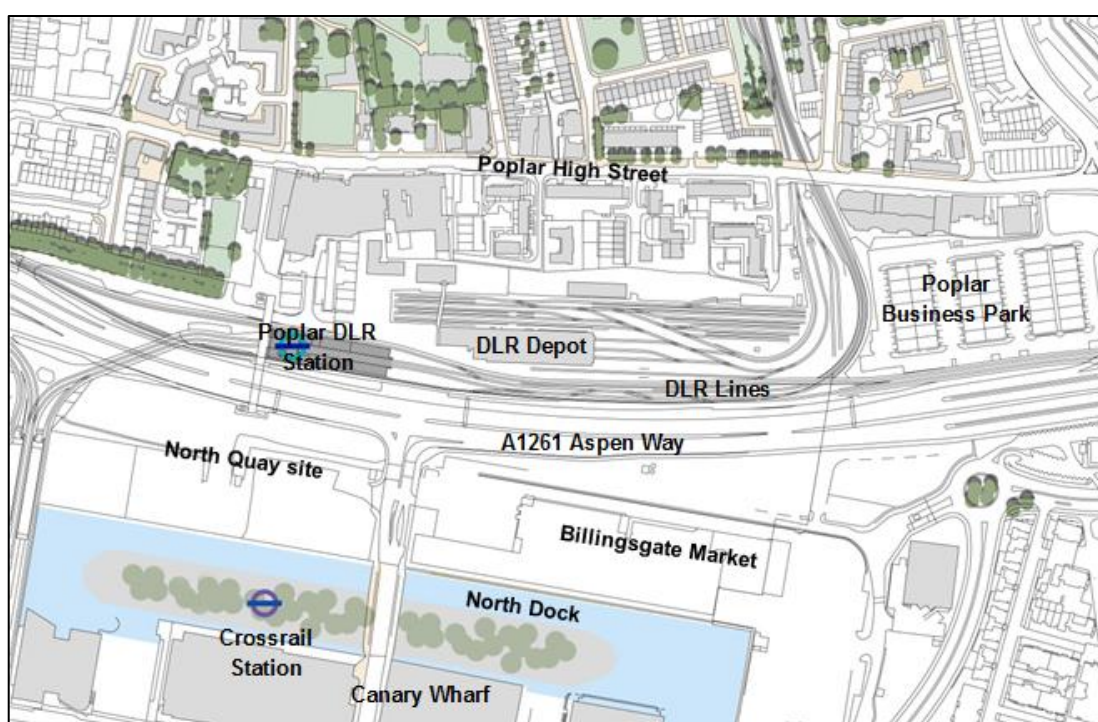 Poplar High Street
Poplar
Business Park
Poplar DLR
Station
DLR Depot
DLR Lines
A1261 Aspen Way
North Quay site
Billingsgate Market
North Dock
Crossrail
Station
Canary Wharf